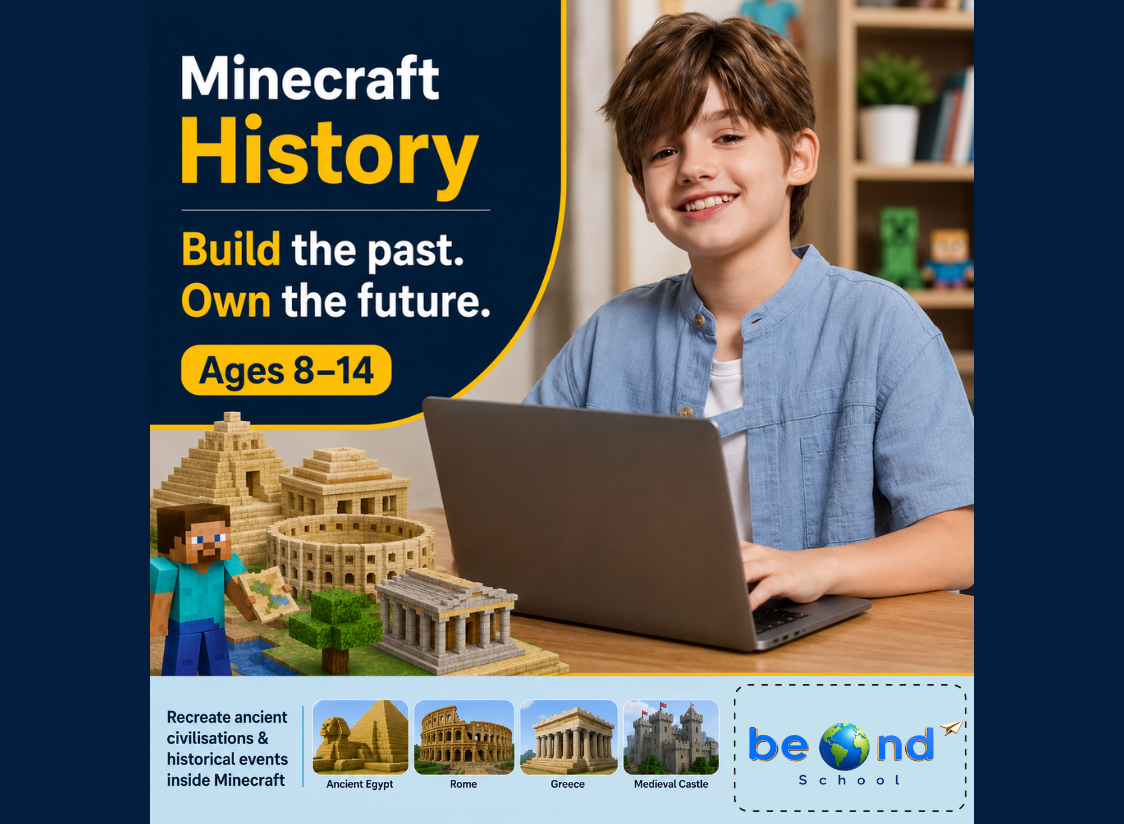 Minecraft
History
Build the past.
Own the future.
Ages 8–14
Recreate ancient
civilisations &
historical events
inside Minecraft
Ancient Egypt
Rome
Greece
Medieval Castle
be nd
School